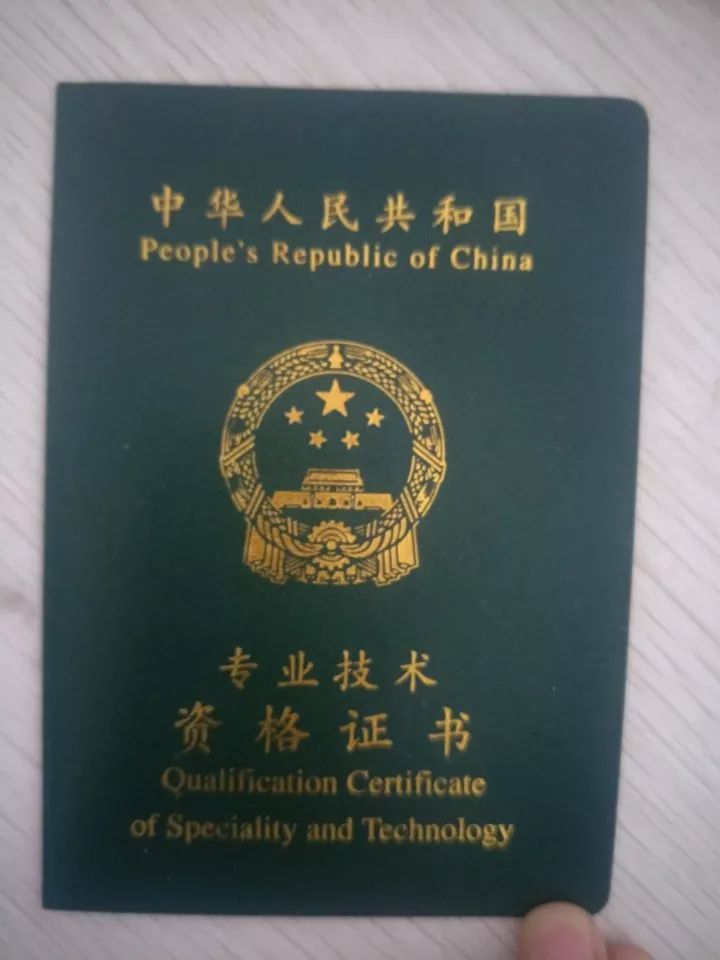 中华人民共和国
People's Republic of China
专业技术
资格证书
Qualification Certificate
of Speciality and Technology